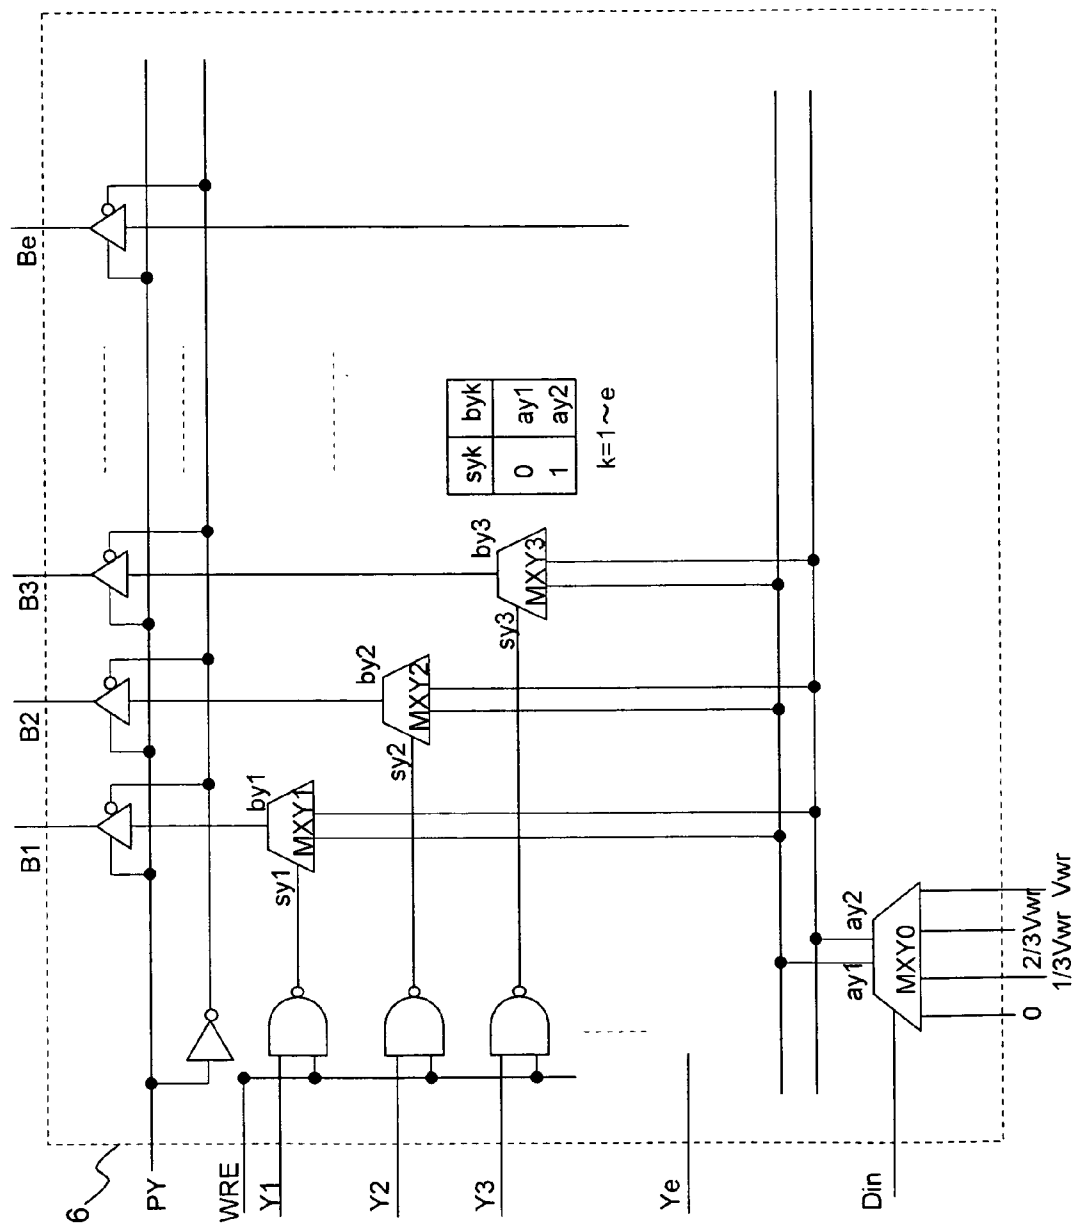 B1
B2
B3
Be
6
PY
WRE
Y1
Y2
Y3
Ye
Din
by1
MXY1
sy1
by2
MXY2
sy2
by3
MXY3
sy3
syk byk
0 ay1
1 ay2
k=1~e
ay1 ay2
MXY0
0
1/3Vwr
2/3Vwr
Vwr